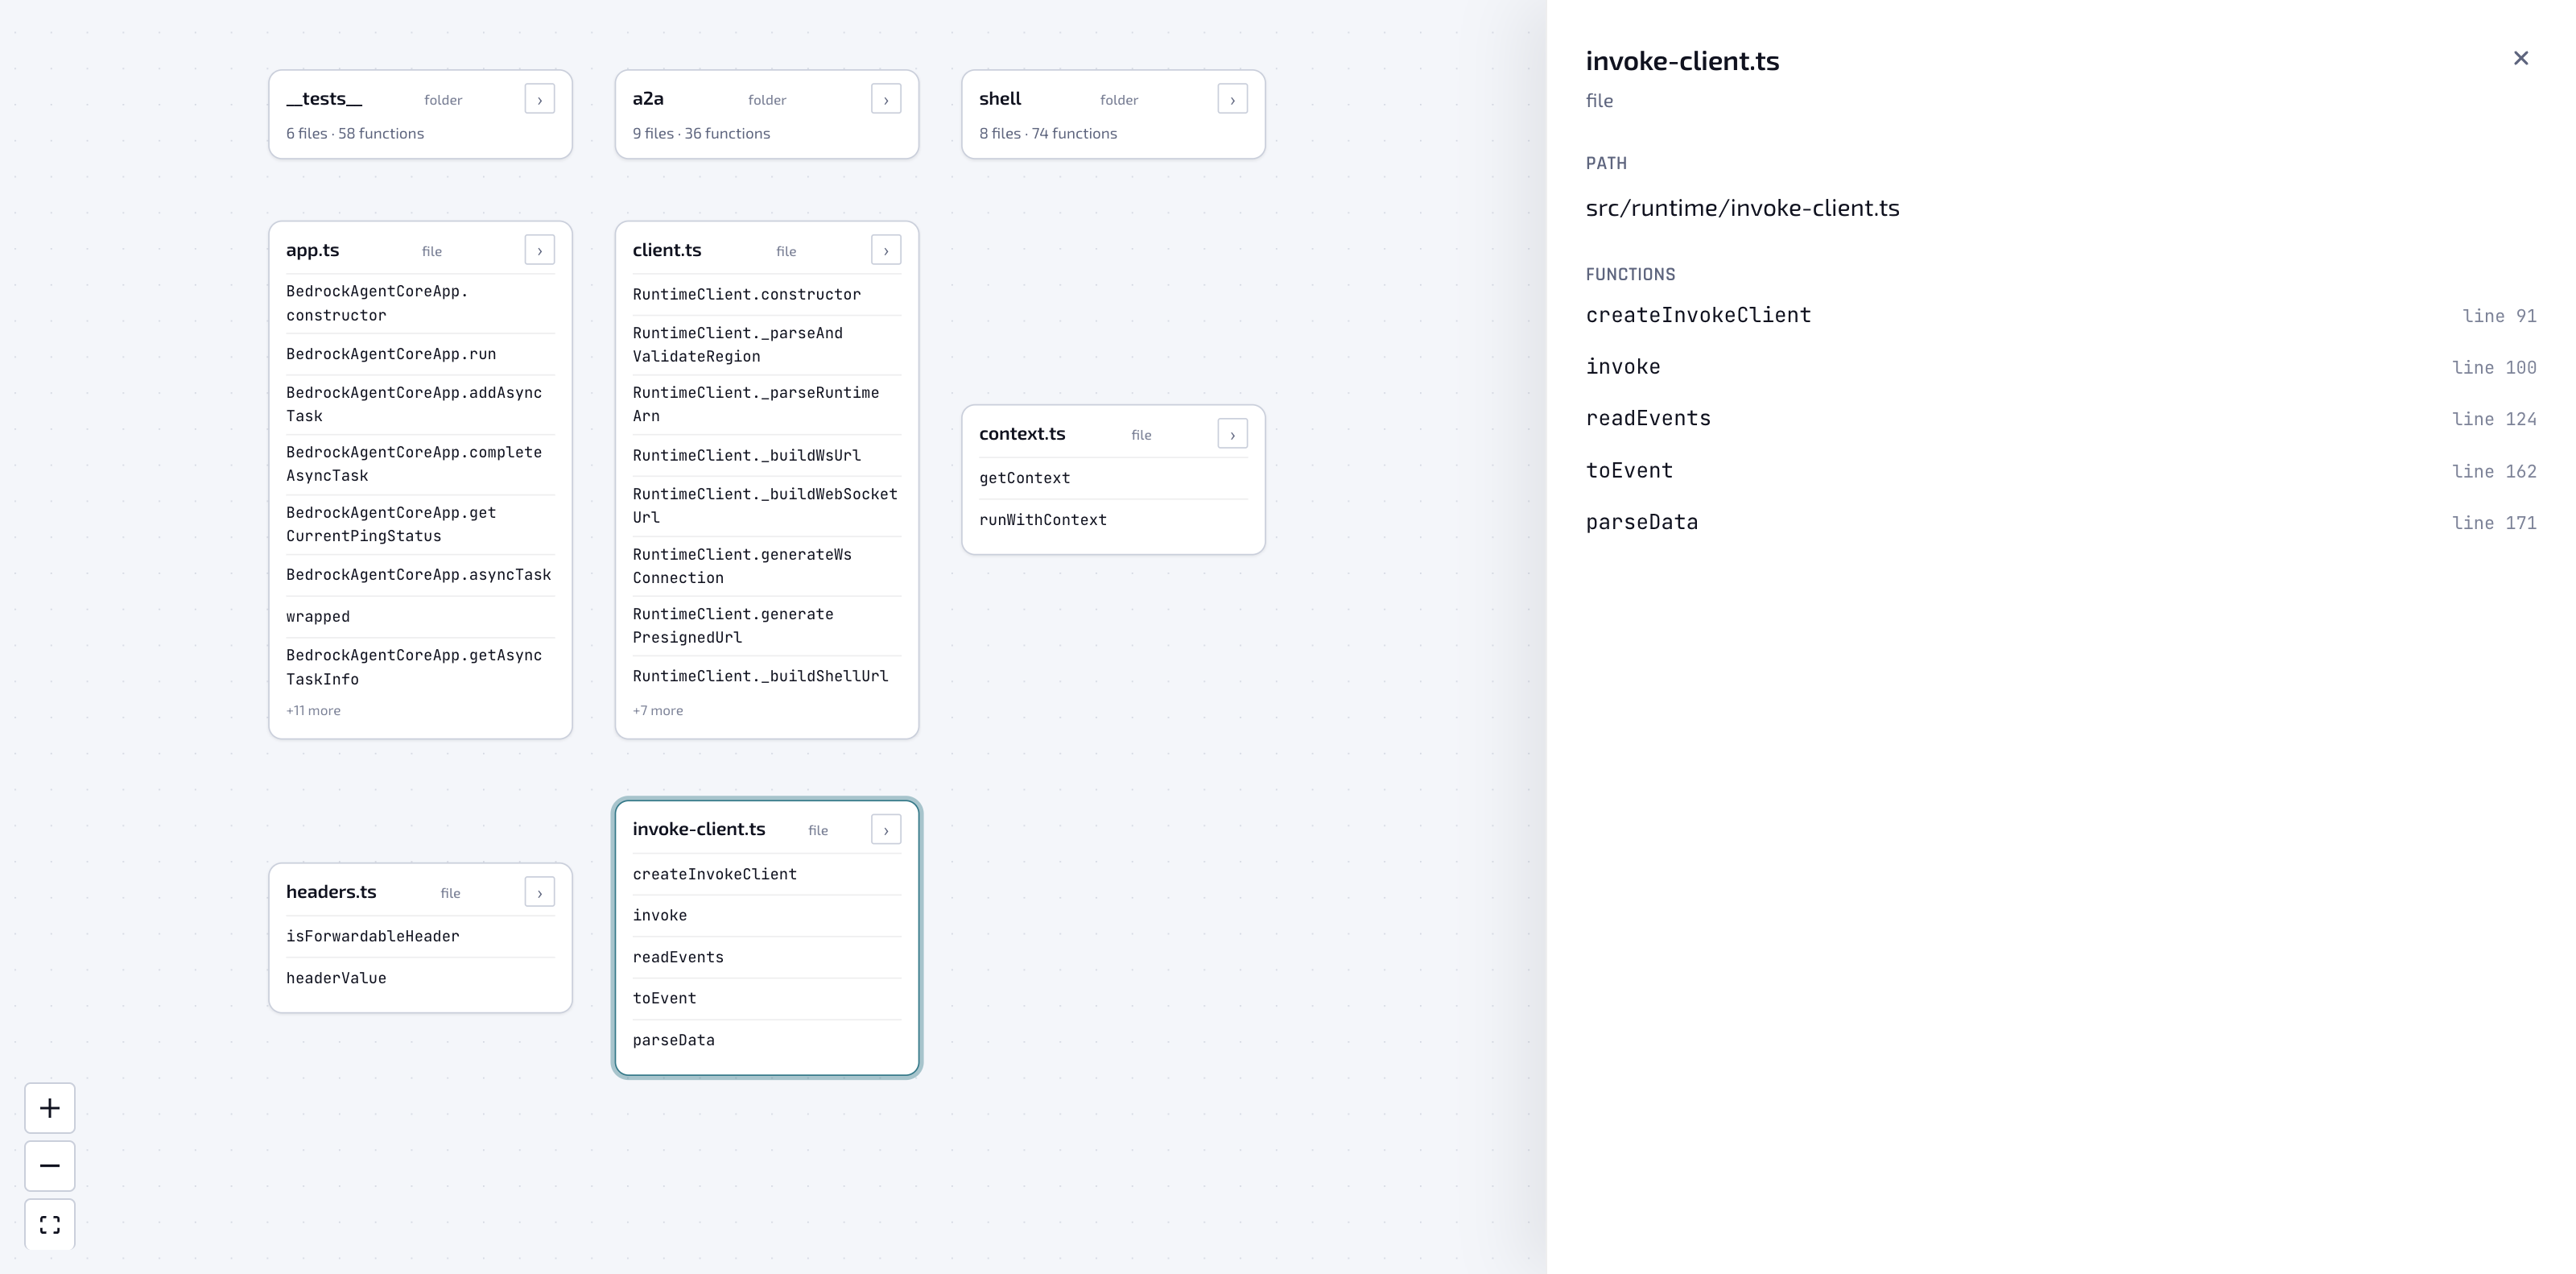 __tests__ folder ›
6 files · 58 functions
a2a folder ›
9 files · 36 functions
shell folder ›
8 files · 74 functions
app.ts file ›
BedrockAgentCoreApp.
constructor
BedrockAgentCoreApp.run
BedrockAgentCoreApp.addAsync
Task
BedrockAgentCoreApp.complete
AsyncTask
BedrockAgentCoreApp.get
CurrentPingStatus
BedrockAgentCoreApp.asyncTask
wrapped
BedrockAgentCoreApp.getAsync
TaskInfo
+11 more
client.ts file ›
RuntimeClient.constructor
RuntimeClient._parseAnd
ValidateRegion
RuntimeClient._parseRuntime
Arn
RuntimeClient._buildWsUrl
RuntimeClient._buildWebSocket
Url
RuntimeClient.generateWs
Connection
RuntimeClient.generate
PresignedUrl
RuntimeClient._buildShellUrl
+7 more
context.ts file ›
getContext
runWithContext
headers.ts file ›
isForwardableHeader
headerValue
invoke-client.ts file ›
createInvokeClient
invoke
readEvents
toEvent
parseData
invoke-client.ts ×
file
PATH
src/runtime/invoke-client.ts
FUNCTIONS
createInvokeClient line 91
invoke line 100
readEvents line 124
toEvent line 162
parseData line 171